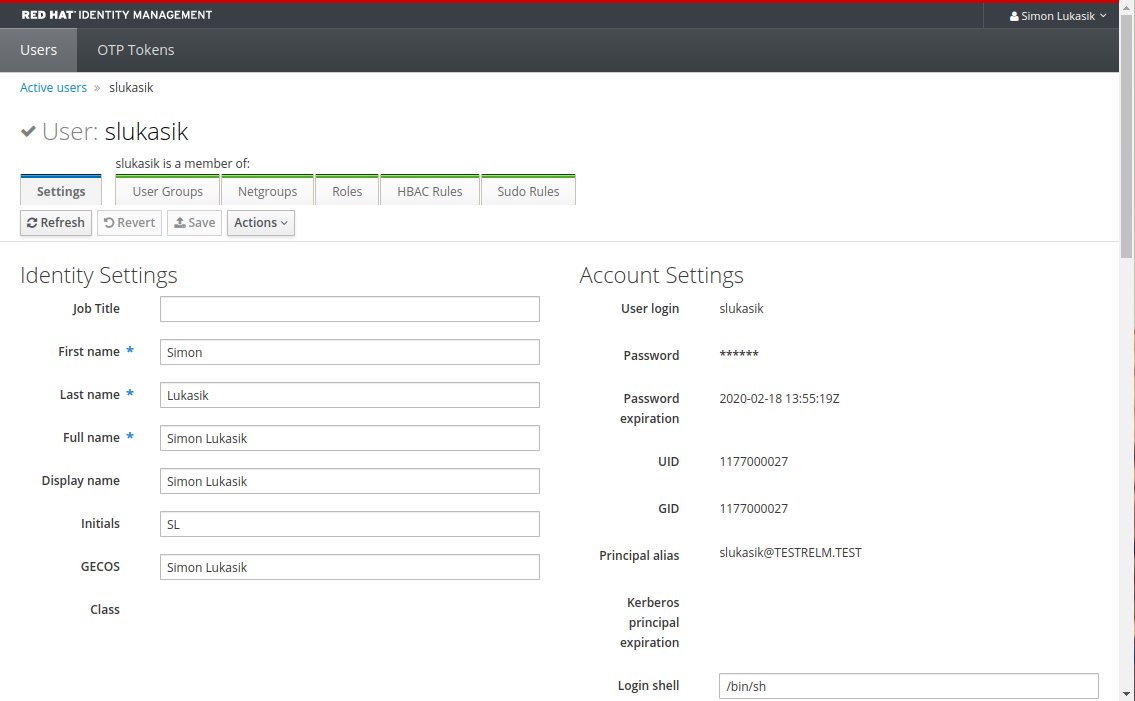 RED HAT IDENTITY MANAGEMENT
Simon Lukasik
Users
OTP Tokens
Active users » slukasik
User: slukasik
slukasik is a member of:
Settings
User Groups
Netgroups
Roles
HBAC Rules
Sudo Rules
Refresh
Revert
Save
Actions
Identity Settings
Job Title
First name *
Simon
Last name *
Lukasik
Full name *
Simon Lukasik
Display name
Simon Lukasik
Initials
SL
GECOS
Simon Lukasik
Class
Account Settings
User login
slukasik
Password
******
Password
expiration
2020-02-18 13:55:19Z
UID
1177000027
GID
1177000027
Principal alias
slukasik@TESTRELM.TEST
Kerberos
principal
expiration
Login shell
/bin/sh